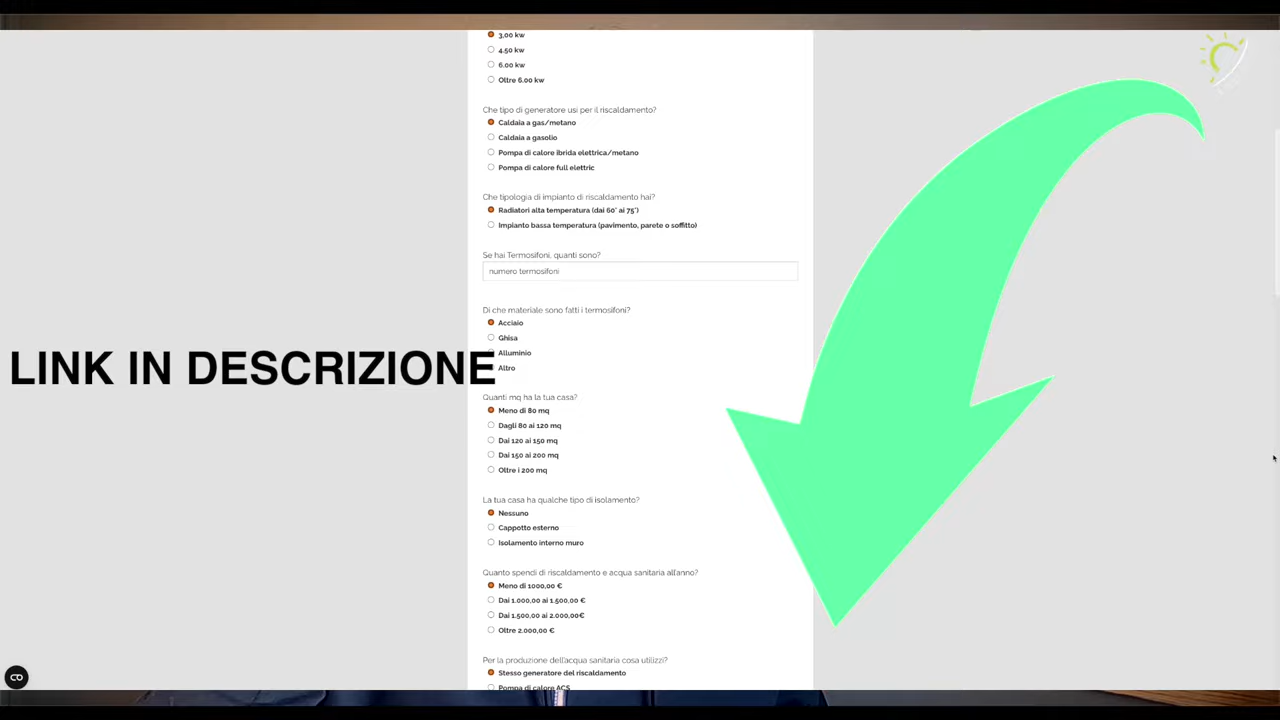 3,00 kw
4,50 kw
6.00 kw
Oltre 6.00 kw
Che tipo di generatore usi per il riscaldamento?
Caldaia a gas/metano
Caldaia a gasolio
Pompa di calore ibrida elettrica/metano
Pompa di calore full elettric
Che tipologia di impianto di riscaldamento hai?
Radiatori alta temperatura (dai 60° ai 75°)
Impianto bassa temperatura (pavimento, parete o soffitto)
Se hai Termosifoni, quanti sono?
numero termosifoni
Di che materiale sono fatti i termosifoni?
Acciaio
Ghisa
Alluminio
Altro
LINK IN DESCRIZIONE
Quanti mq ha la tua casa?
Meno di 80 mq
Dagli 80 ai 120 mq
Dai 120 ai 150 mq
Dai 150 ai 200 mq
Oltre i 200 mq
La tua casa ha qualche tipo di isolamento?
Nessuno
Cappotto esterno
Isolamento interno muro
Quanto spendi di riscaldamento e acqua sanitaria all'anno?
Meno di 1000,00 €
Dai 1.000,00 ai 1.500,00 €
Dai 1.500,00 ai 2.000,00€
Oltre 2.000,00 €
Per la produzione dell'acqua sanitaria cosa utilizzi?
Stesso generatore del riscaldamento
Pompa di calore ACS